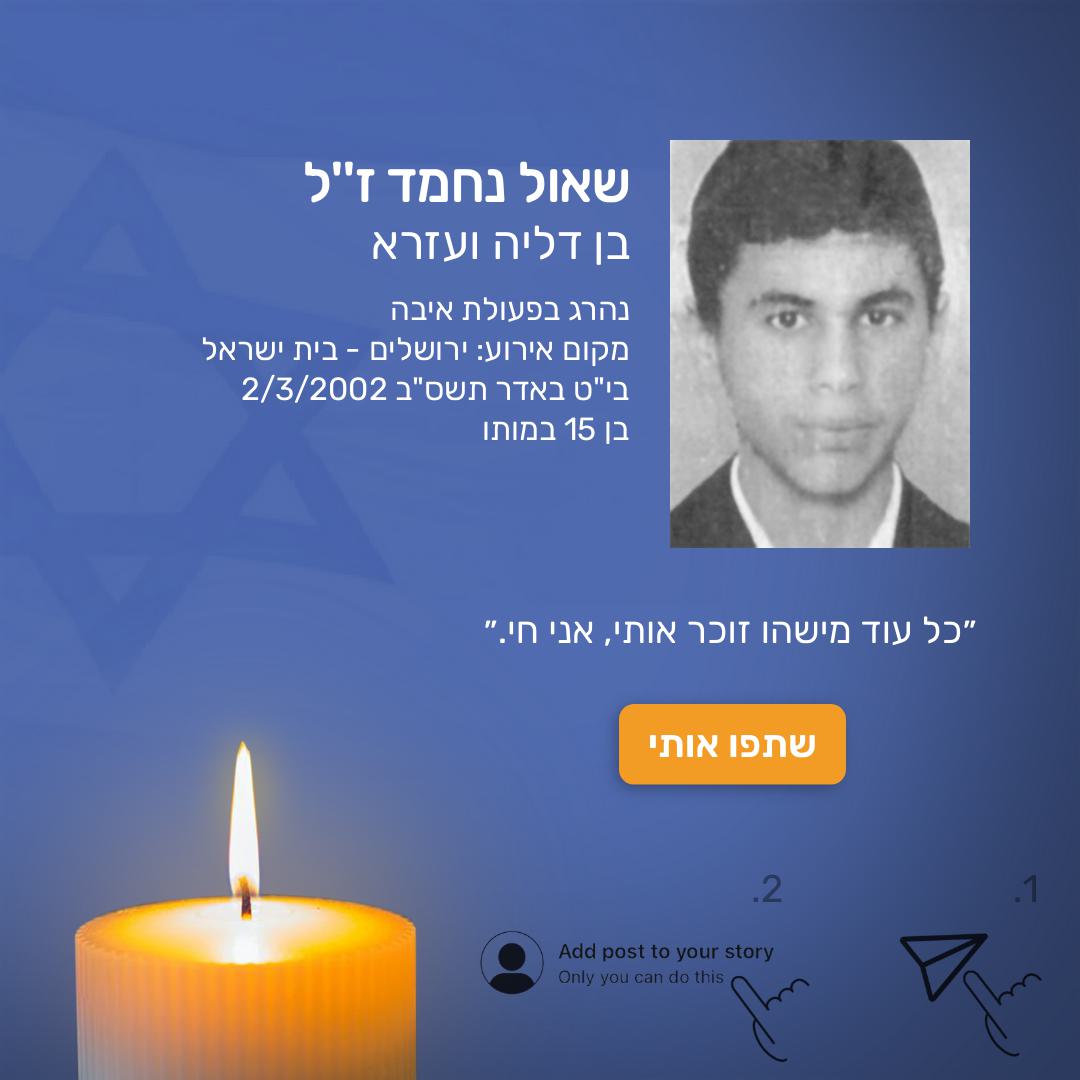 שאול נחמד ז"ל
בן דליה ועזרא
נהרג בפעולת איבה
מקום אירוע: ירושלים - בית ישראל
בי"ט באדר תשס"ב 2/3/2002
בן 15 במותו
״כל עוד מישהו זוכר אותי, אני חי.״
שתפו אותי
1.
2.
Add post to your story
Only you can do this